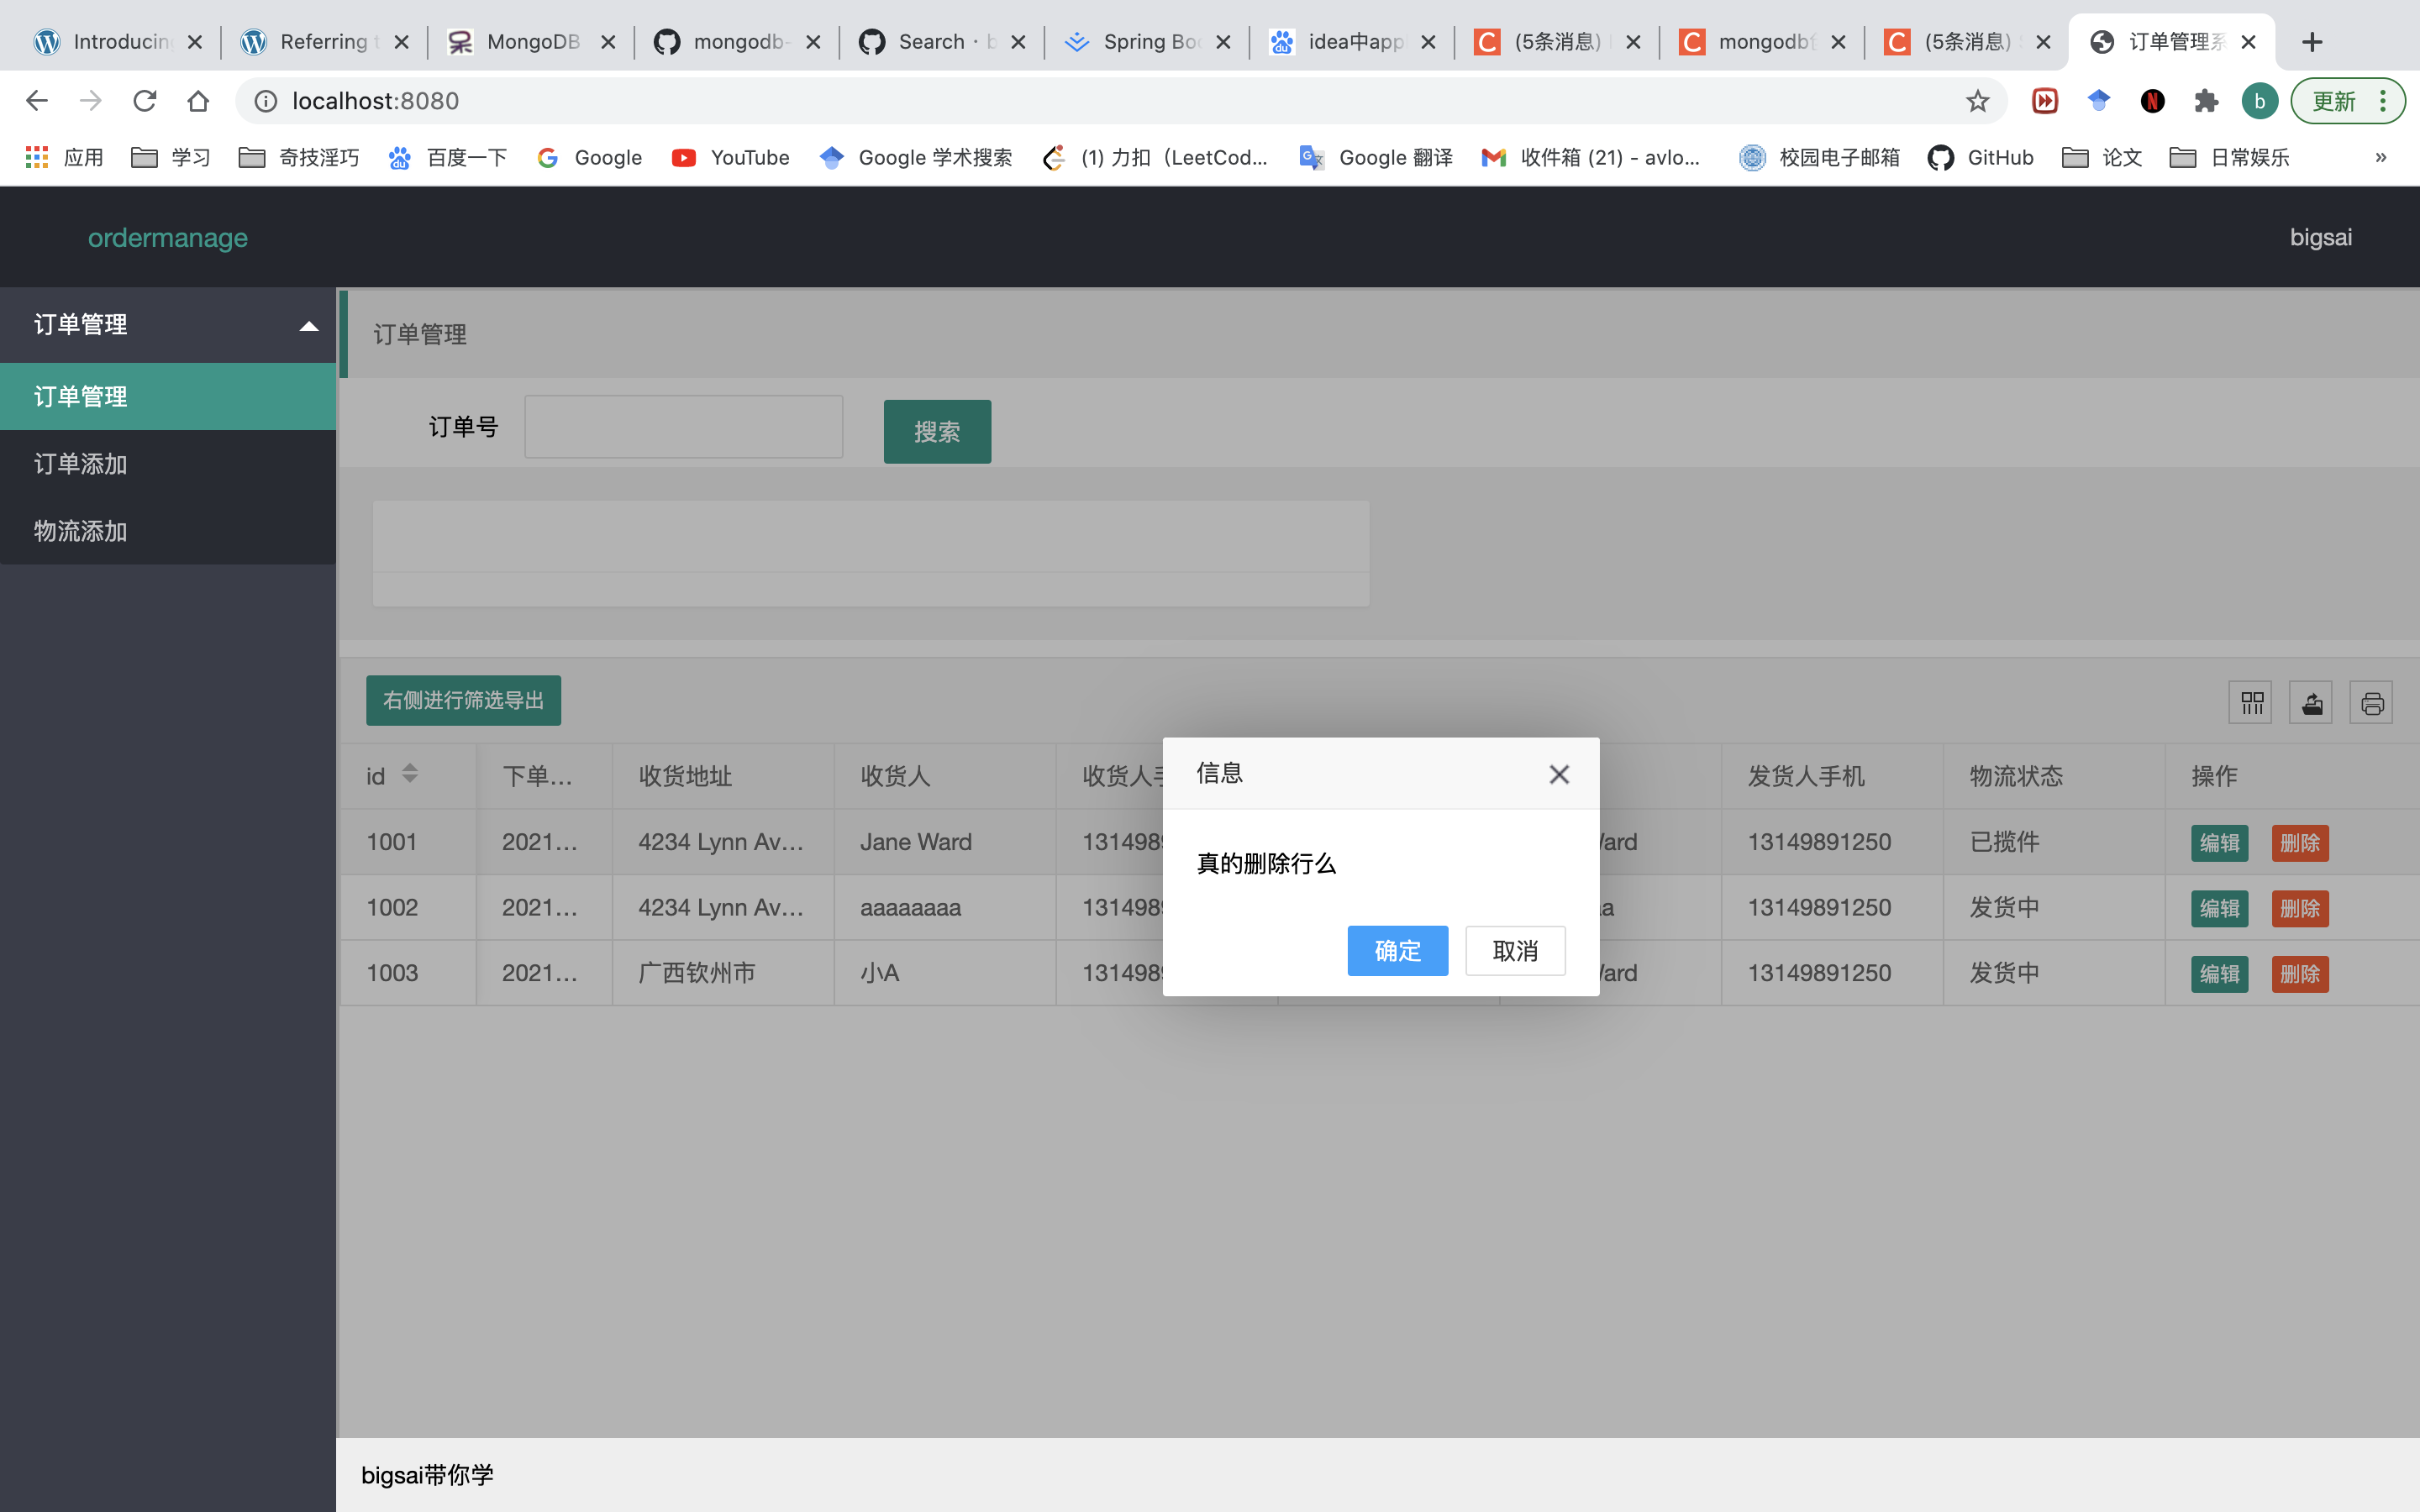 Introducing
Referring t
MongoDB
mongodb-
Search · b
Spring Boo
idea中app
(5条消息)
mongodb
(5条消息)
订单管理系
localhost:8080
b
更新
应用
学习
奇技淫巧
百度一下
Google
YouTube
Google 学术搜索
(1) 力扣（LeetCod...
Google 翻译
收件箱 (21) - avlo...
校园电子邮箱
GitHub
论文
日常娱乐
»
ordermanage
bigsai
订单管理
订单管理
订单添加
物流添加
订单管理
订单号
搜索
右侧进行筛选导出
id 下单... 收货地址 收货人 收货人手 发货人手机 物流状态 操作
1001 2021... 4234 Lynn Av... Jane Ward 131498 ard 13149891250 已揽件 编辑 删除
1002 2021... 4234 Lynn Av... aaaaaaaa 131498 a 13149891250 发货中 编辑 删除
1003 2021... 广西钦州市 小A 131498 ard 13149891250 发货中 编辑 删除
信息
真的删除行么
确定 取消
bigsai带你学